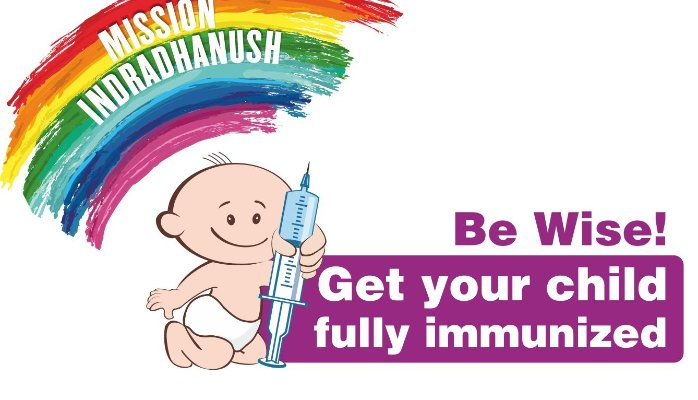 MISSION
INDRADHANUSH
Be Wise!
Get your child
fully immunized